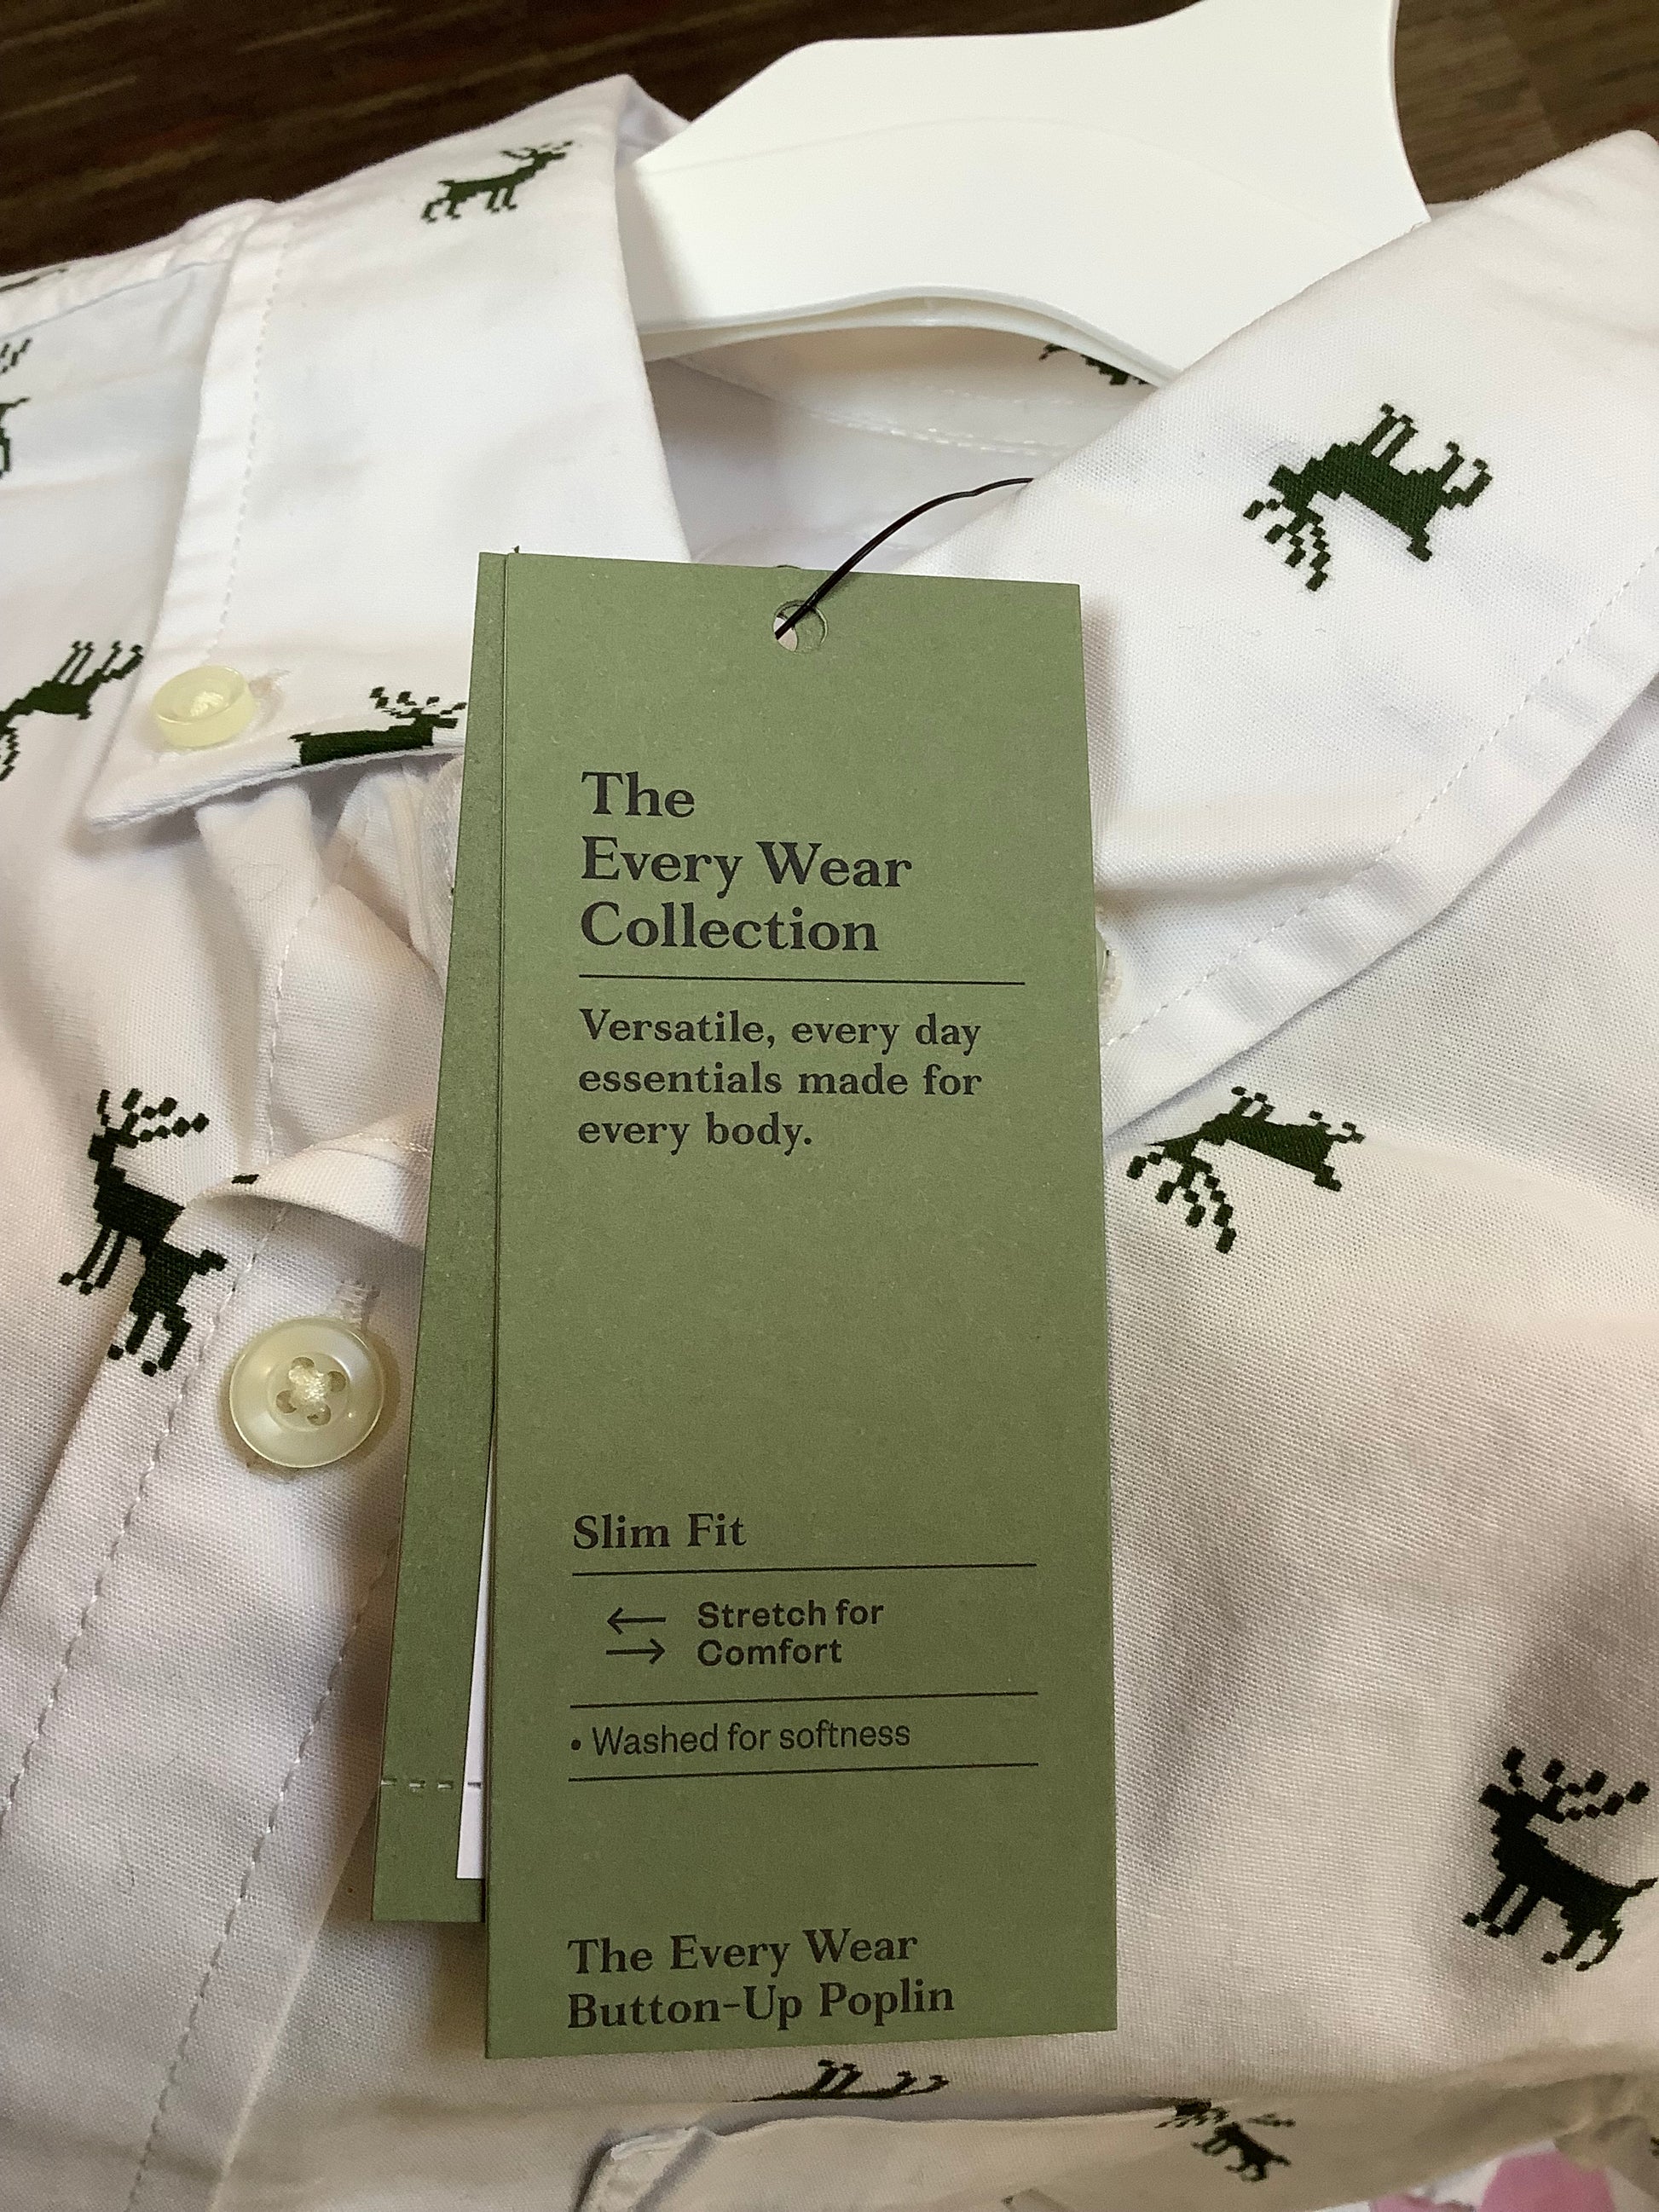 The
Every Wear
Collection
Versatile, every day
essentials made for
every body.
Slim Fit
Stretch for
Comfort
• Washed for softness
The Every Wear
Button-Up Poplin